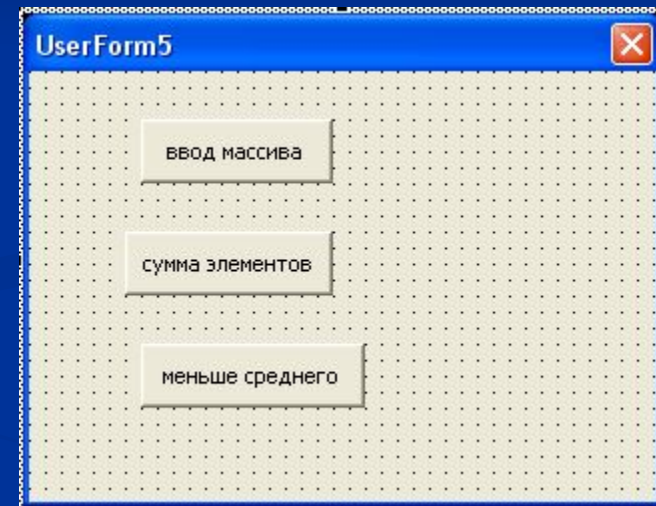 UserForm5
ввод массива
сумма элементов
меньше среднего